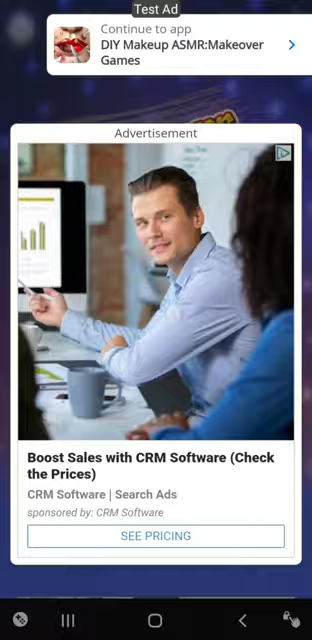 Test Ad
Continue to app
DIY Makeup ASMR:Makeover
Games
Advertisement
Boost Sales with CRM Software (Check
the Prices)
CRM Software | Search Ads
sponsored by: CRM Software
SEE PRICING